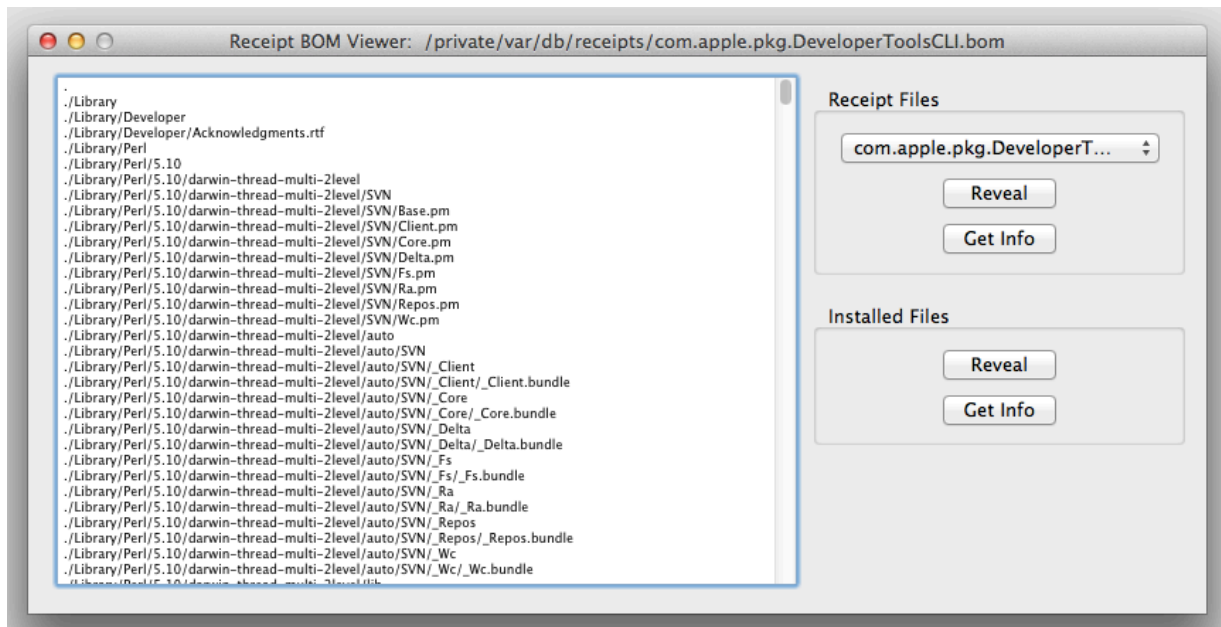 Receipt BOM Viewer: /private/var/db/receipts/com.apple.pkg.DeveloperToolsCLI.bom
.
./Library
./Library/Developer
./Library/Developer/Acknowledgments.rtf
./Library/Perl
./Library/Perl/5.10
./Library/Perl/5.10/darwin-thread-multi-2level
./Library/Perl/5.10/darwin-thread-multi-2level/SVN
./Library/Perl/5.10/darwin-thread-multi-2level/SVN/Base.pm
./Library/Perl/5.10/darwin-thread-multi-2level/SVN/Client.pm
./Library/Perl/5.10/darwin-thread-multi-2level/SVN/Core.pm
./Library/Perl/5.10/darwin-thread-multi-2level/SVN/Delta.pm
./Library/Perl/5.10/darwin-thread-multi-2level/SVN/Fs.pm
./Library/Perl/5.10/darwin-thread-multi-2level/SVN/Ra.pm
./Library/Perl/5.10/darwin-thread-multi-2level/SVN/Repos.pm
./Library/Perl/5.10/darwin-thread-multi-2level/SVN/Wc.pm
./Library/Perl/5.10/darwin-thread-multi-2level/auto
./Library/Perl/5.10/darwin-thread-multi-2level/auto/SVN
./Library/Perl/5.10/darwin-thread-multi-2level/auto/SVN/_Client
./Library/Perl/5.10/darwin-thread-multi-2level/auto/SVN/_Client/_Client.bundle
./Library/Perl/5.10/darwin-thread-multi-2level/auto/SVN/_Core
./Library/Perl/5.10/darwin-thread-multi-2level/auto/SVN/_Core/_Core.bundle
./Library/Perl/5.10/darwin-thread-multi-2level/auto/SVN/_Delta
./Library/Perl/5.10/darwin-thread-multi-2level/auto/SVN/_Delta/_Delta.bundle
./Library/Perl/5.10/darwin-thread-multi-2level/auto/SVN/_Fs
./Library/Perl/5.10/darwin-thread-multi-2level/auto/SVN/_Fs/_Fs.bundle
./Library/Perl/5.10/darwin-thread-multi-2level/auto/SVN/_Ra
./Library/Perl/5.10/darwin-thread-multi-2level/auto/SVN/_Ra/_Ra.bundle
./Library/Perl/5.10/darwin-thread-multi-2level/auto/SVN/_Repos
./Library/Perl/5.10/darwin-thread-multi-2level/auto/SVN/_Repos/_Repos.bundle
./Library/Perl/5.10/darwin-thread-multi-2level/auto/SVN/_Wc
./Library/Perl/5.10/darwin-thread-multi-2level/auto/SVN/_Wc/_Wc.bundle
./Library/Perl/5.10/darwin-thread-multi-2level/lib
Receipt Files
com.apple.pkg.DeveloperT...
Reveal
Get Info
Installed Files
Reveal
Get Info